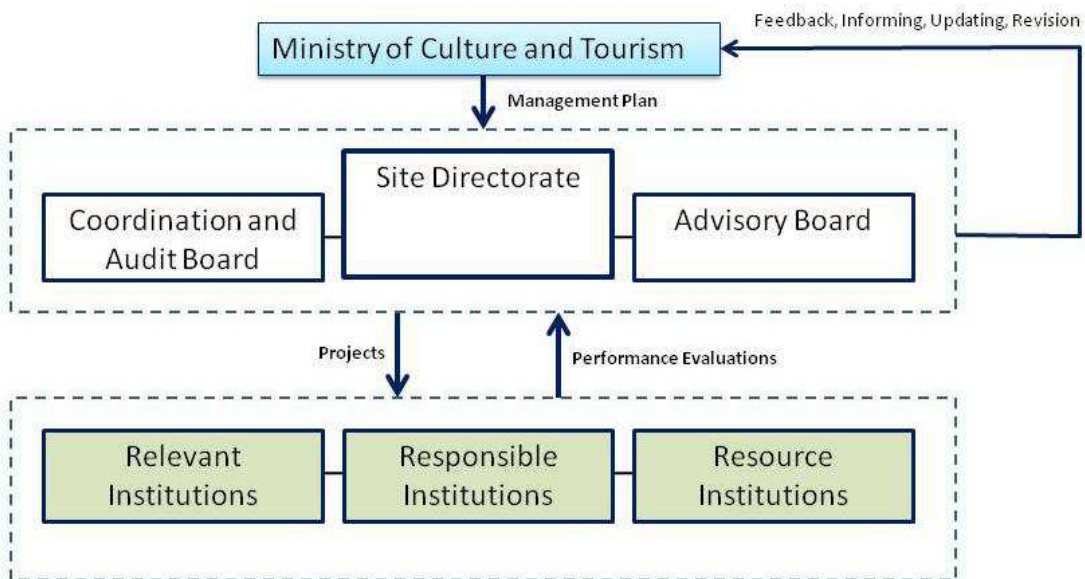 Feedback, Informing, Updating, Revision
Ministry of Culture and Tourism
Management Plan
Site Directorate
Coordination and
Audit Board
Advisory Board
Projects
Performance Evaluations
Relevant
Institutions
Responsible
Institutions
Resource
Institutions